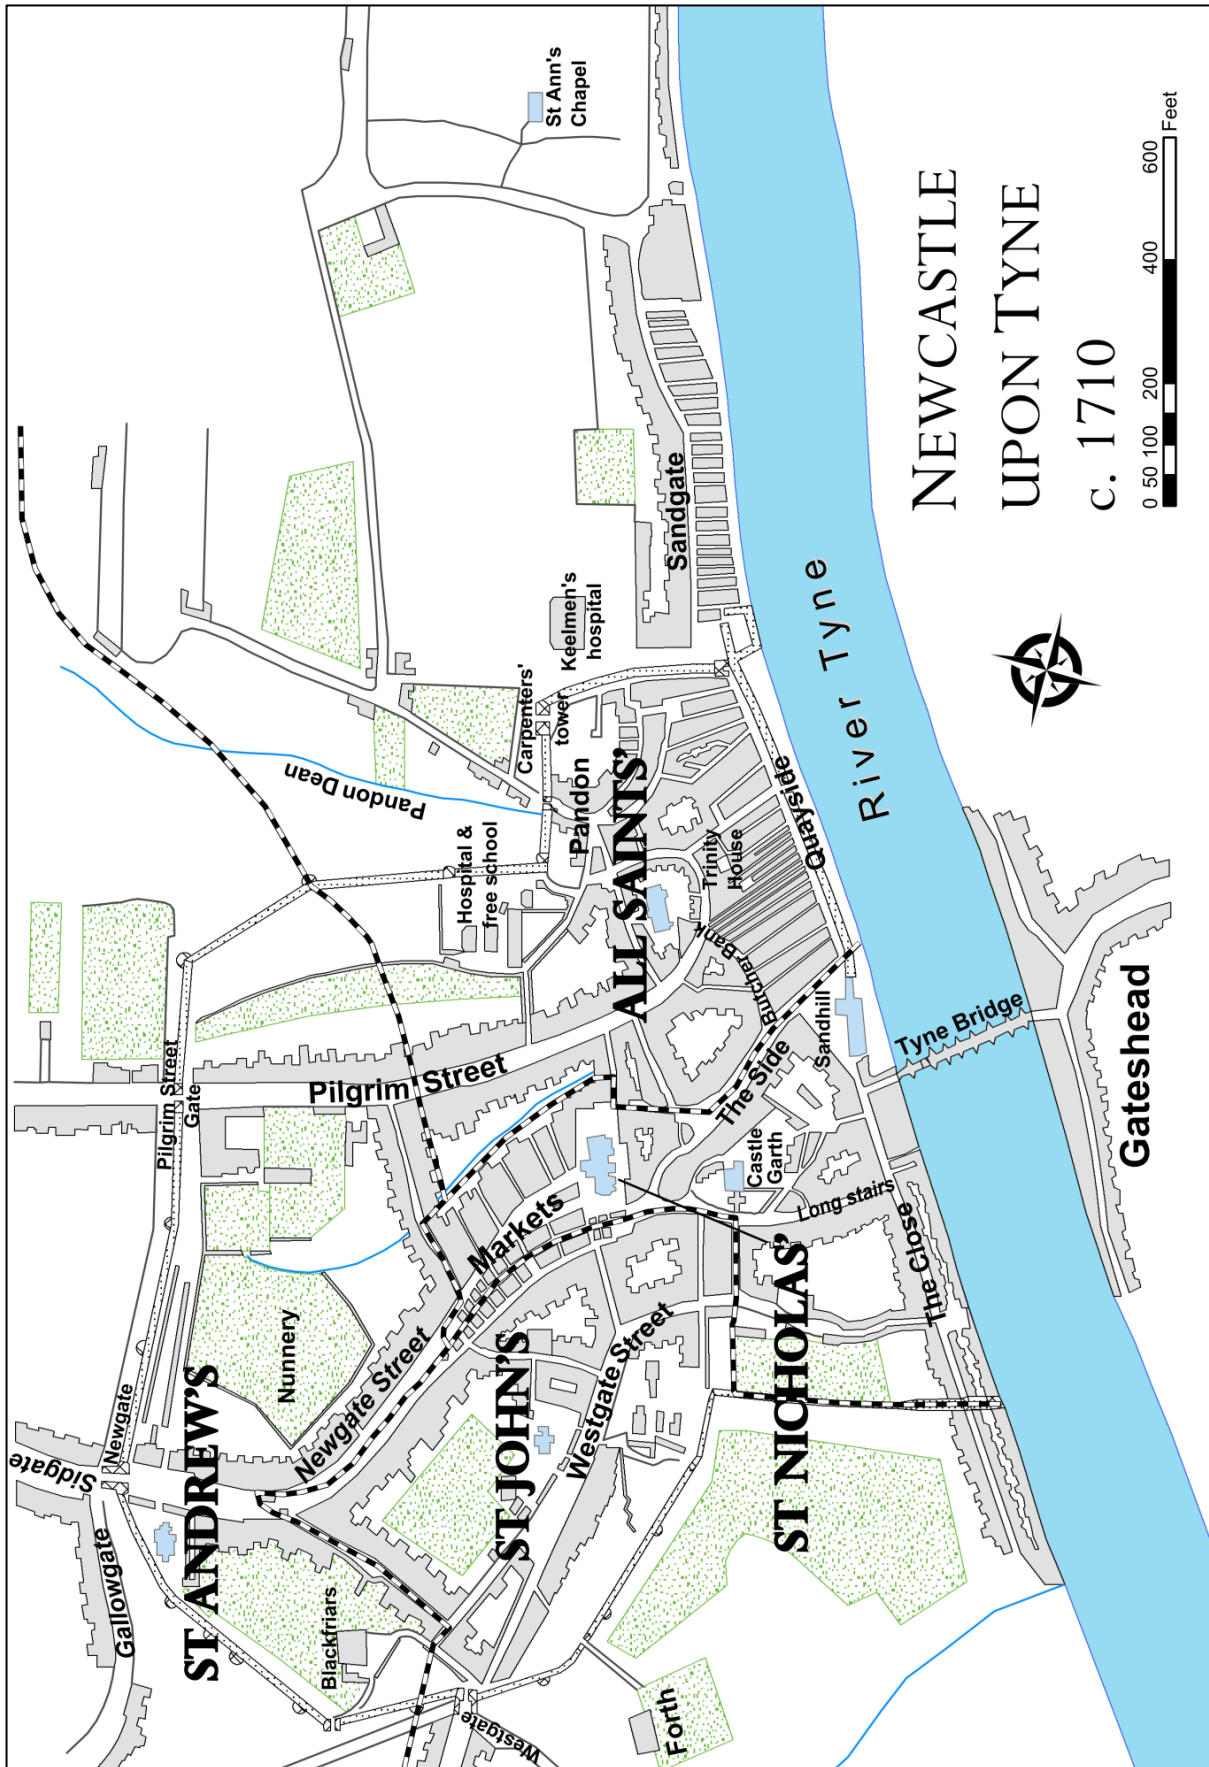 NEWCASTLE
UPON TYNE
c. 1710
0 50 100 200 400 600 Feet
St Ann's
Chapel
Sandgate
Keelmen's
hospital
Carpenters'
tower
Pandon Dean
Pandon
Hospital &
free school
ALL SAINTS'
Trinity
House
Quayside
River Tyne
Butcher Bank
Sandhill
The Side
Tyne Bridge
Gateshead
Pilgrim Street
Pilgrim Street
Gate
Castle
Garth
Long stairs
The Close
Markets
ST NICHOLAS'
Nunnery
Newgate Street
ST JOHN'S
Westgate Street
Newgate
Sidgate
Gallowgate
ST ANDREW'S
Blackfriars
Westgate
Forth